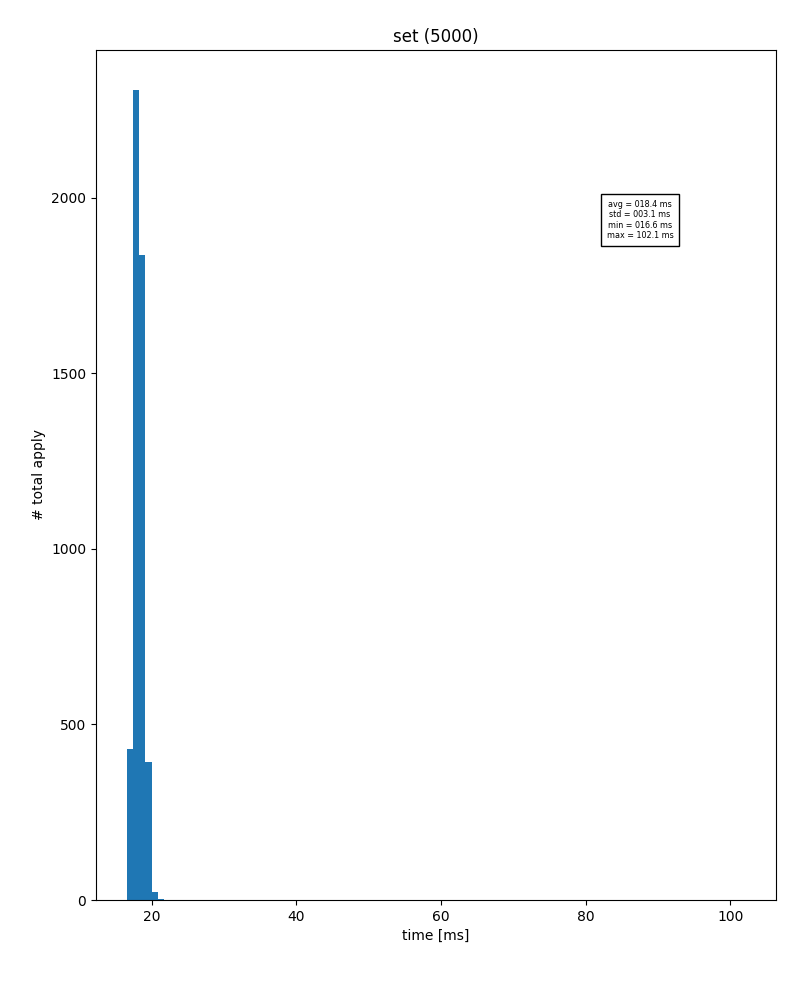 set (5000)
2000
1500
1000
500
0
# total apply
avg = 018.4 ms
std = 003.1 ms
min = 016.6 ms
max = 102.1 ms
20 40 60 80 100
time [ms]